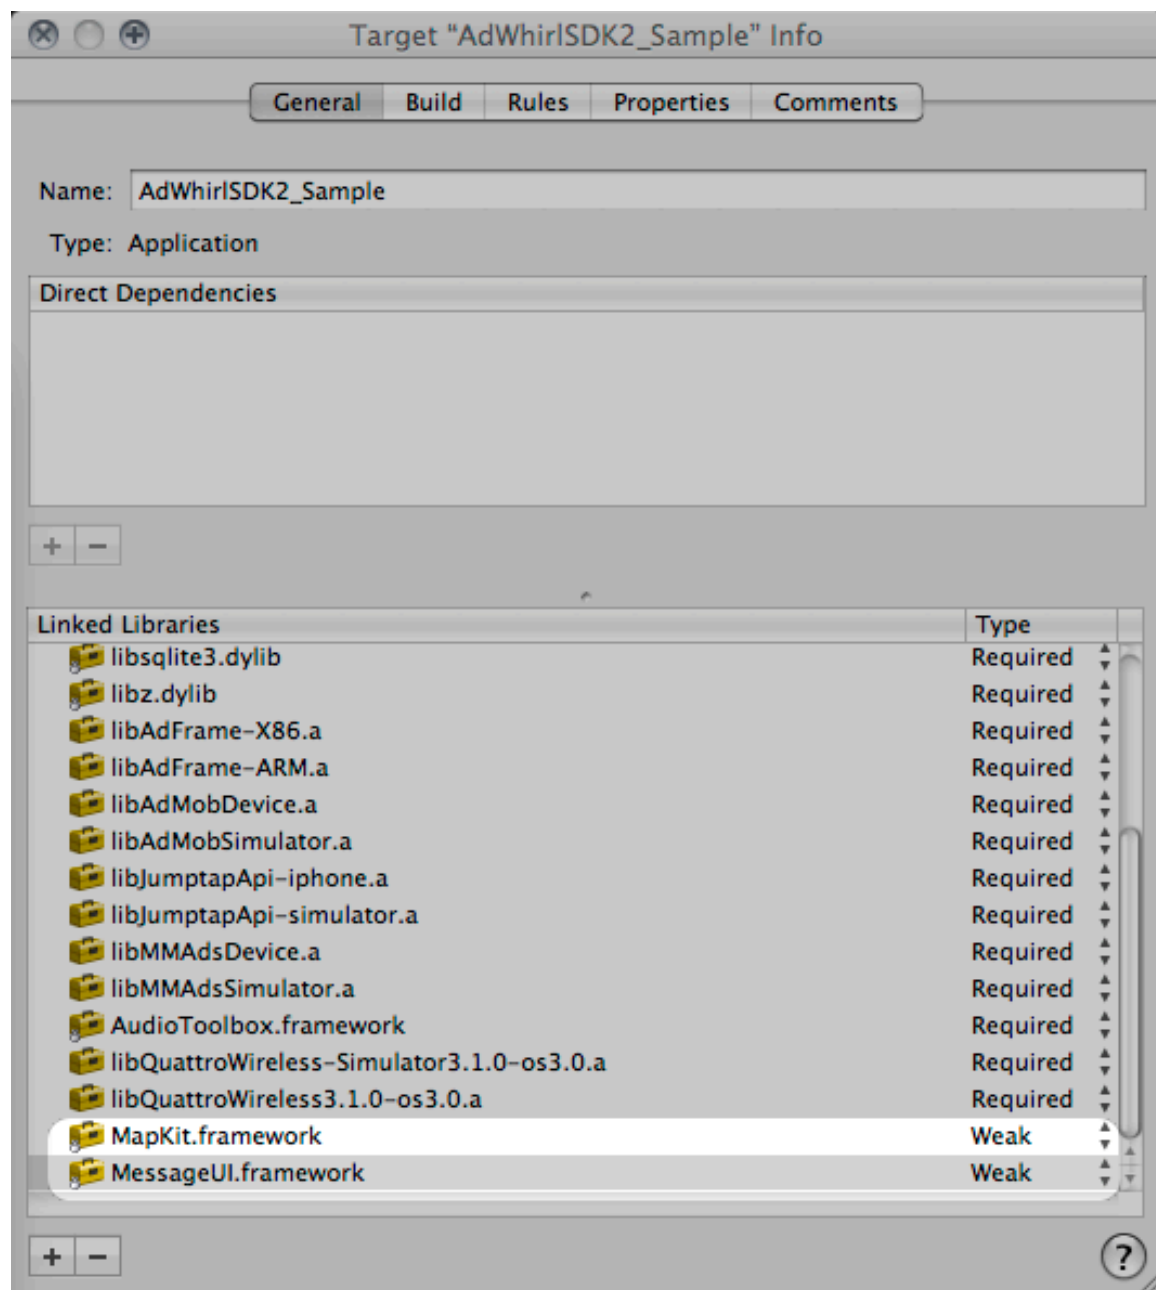 Target “AdWhirlSDK2_Sample” Info
General Build Rules Properties Comments
Name: AdWhirlSDK2_Sample
Type: Application
Direct Dependencies
+ −
Linked Libraries Type
libsqlite3.dylib Required
libz.dylib Required
libAdFrame-X86.a Required
libAdFrame-ARM.a Required
libAdMobDevice.a Required
libAdMobSimulator.a Required
libJumptapApi-iphone.a Required
libJumptapApi-simulator.a Required
libMMAdsDevice.a Required
libMMAdsSimulator.a Required
AudioToolbox.framework Required
libQuattroWireless-Simulator3.1.0-os3.0.a Required
libQuattroWireless3.1.0-os3.0.a Required
MapKit.framework Weak
MessageUI.framework Weak
+ − ?